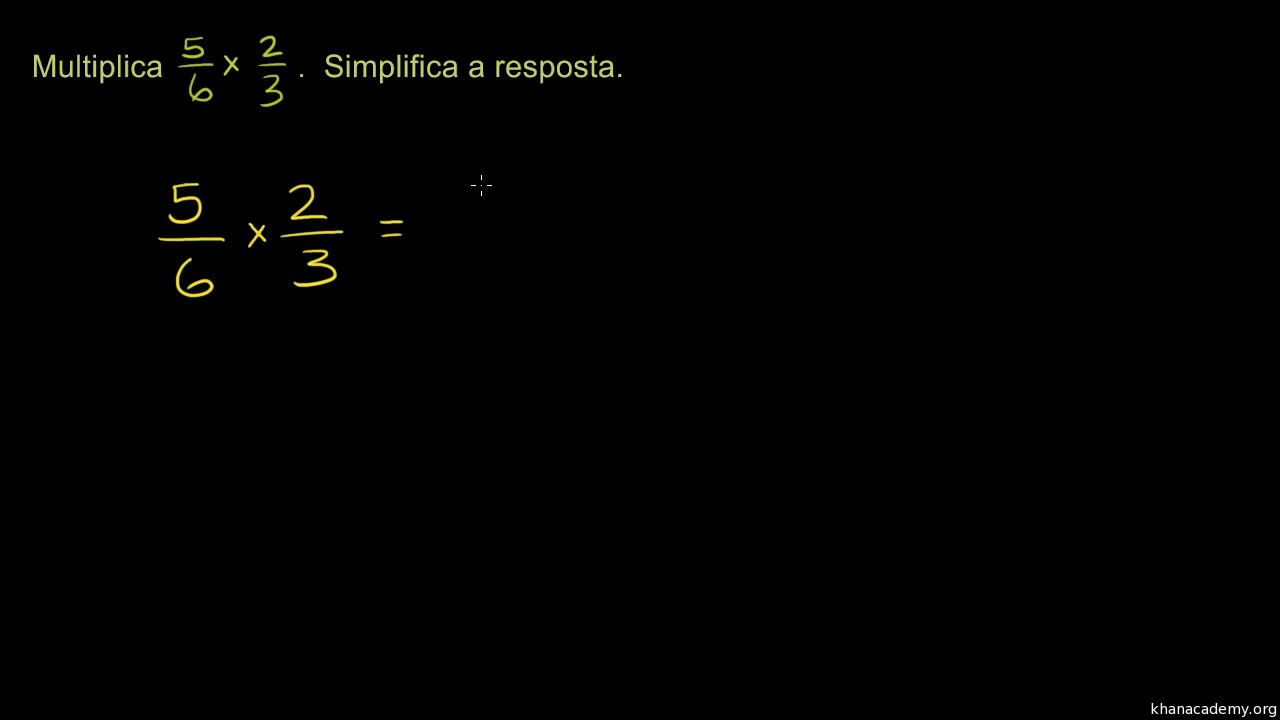 Multiplica 5/6 × 2/3 . Simplifica a resposta.
5/6 × 2/3 =
khanacademy.org